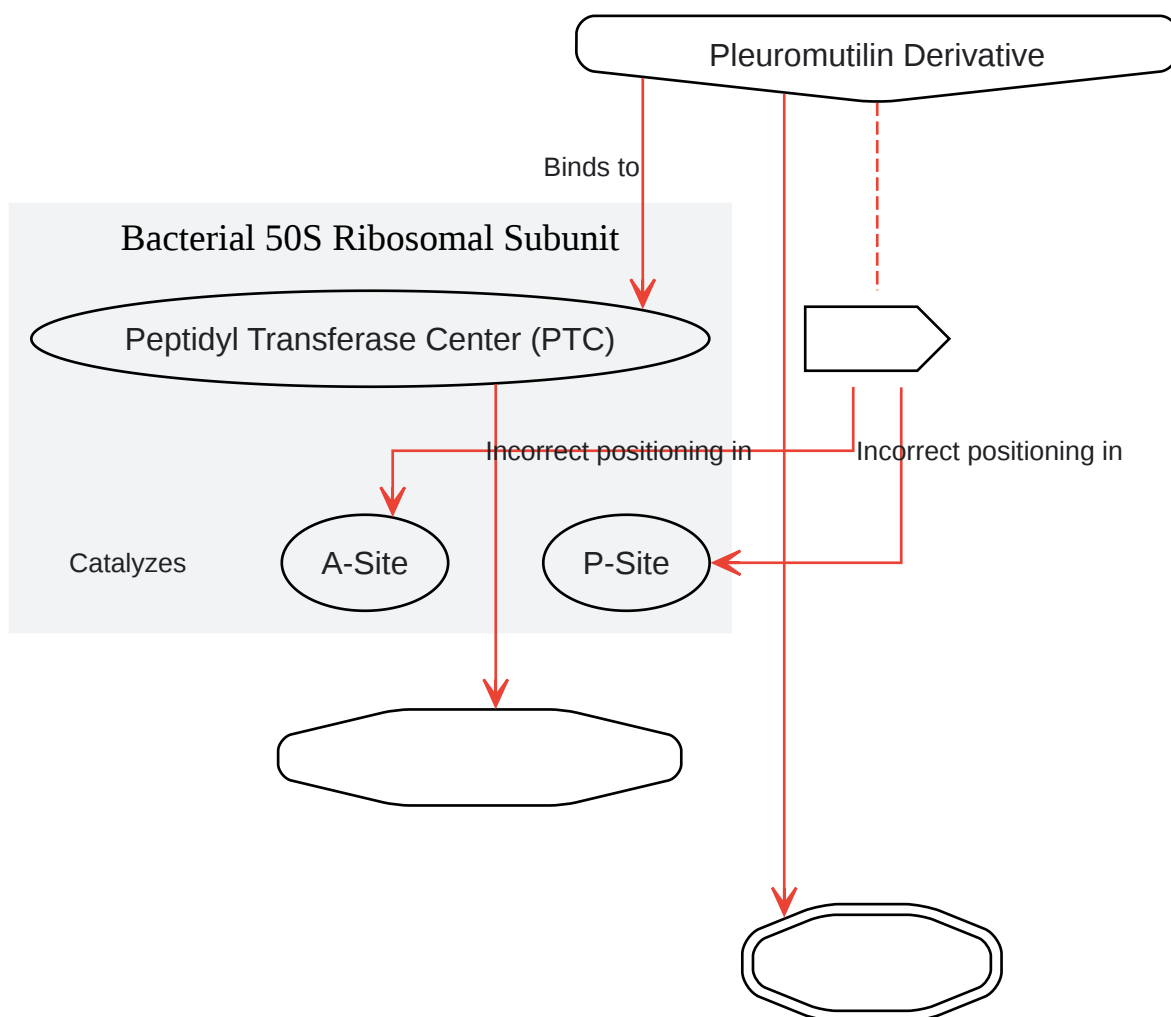 Pleuromutilin Derivative
Binds to
Bacterial 50S Ribosomal Subunit
Peptidyl Transferase Center (PTC)
Incorrect positioning in
Incorrect positioning in
Catalyzes
A-Site
P-Site